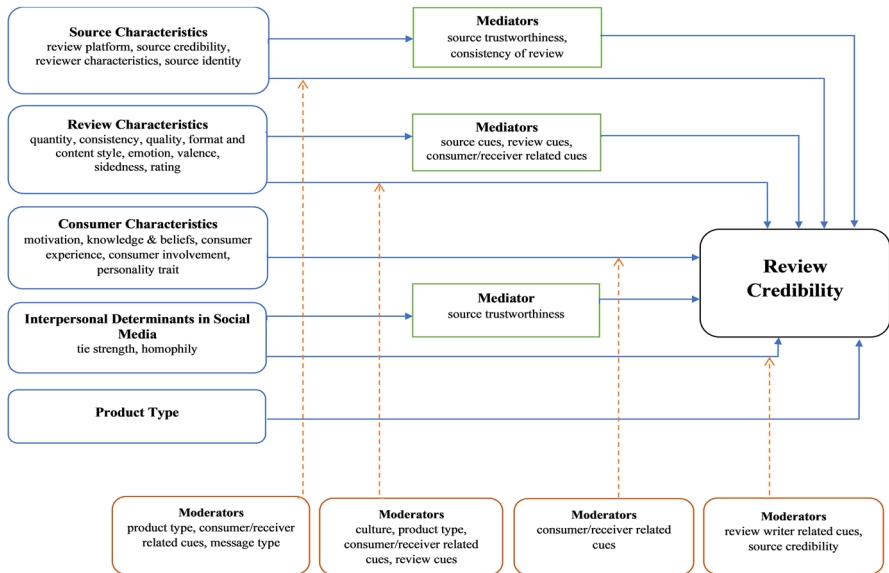 Source Characteristics
review platform, source credibility,
reviewer characteristics, source identity
Mediators
source trustworthiness,
consistency of review
Review Characteristics
quantity, consistency, quality, format and
content style, emotion, valence,
sidedness, rating
Mediators
source cues, review cues,
consumer/receiver related cues
Consumer Characteristics
motivation, knowledge & beliefs, consumer
experience, consumer involvement,
personality trait
Review
Credibility
Interpersonal Determinants in Social
Media
tie strength, homophily
Mediator
source trustworthiness
Product Type
Moderators
product type, consumer/receiver
related cues, message type
Moderators
culture, product type,
consumer/receiver related
cues, review cues
Moderators
consumer/receiver related
cues
Moderators
review writer related cues,
source credibility